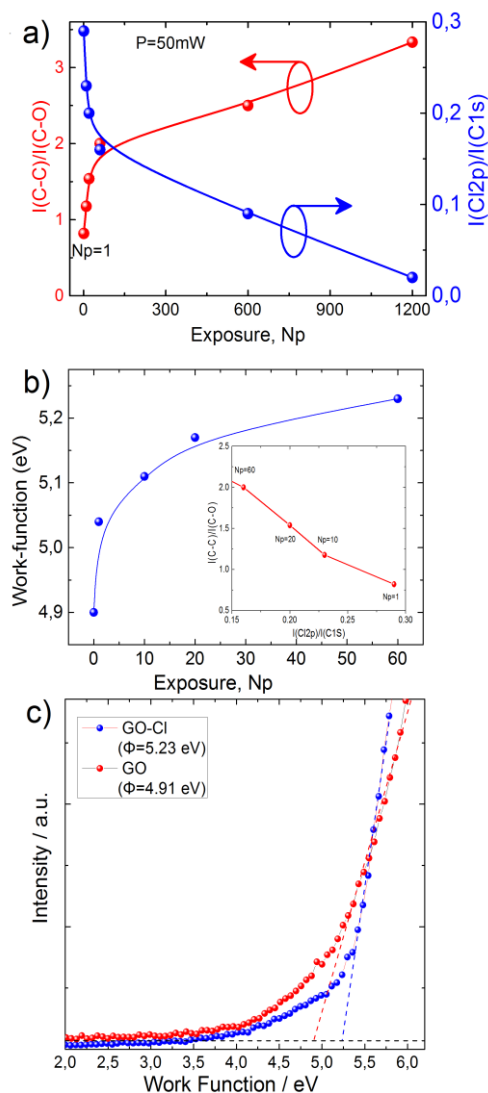 a)
P=50mW
I(C-C)/I(C-O)
3
2
1
0
Np=1
0,3
0,2
0,1
0,0
I(Cl2p)/I(C1s)
0 300 600 900 1200
Exposure, Np
b)
Work-function (eV)
5,2
5,1
5,0
4,9
0 10 20 30 40 50 60
Exposure, Np
I(C-C)/I(C-O)
2.5
2.0
1.5
1.0
0.5
Np=60
Np=20
Np=10
Np=1
0.15 0.20 0.25 0.30
I(Cl2p)/I(C1S)
c)
GO-Cl
(Φ=5.23 eV)
GO
(Φ=4.91 eV)
Intensity / a.u.
2,0 2,5 3,0 3,5 4,0 4,5 5,0 5,5 6,0
Work Function / eV